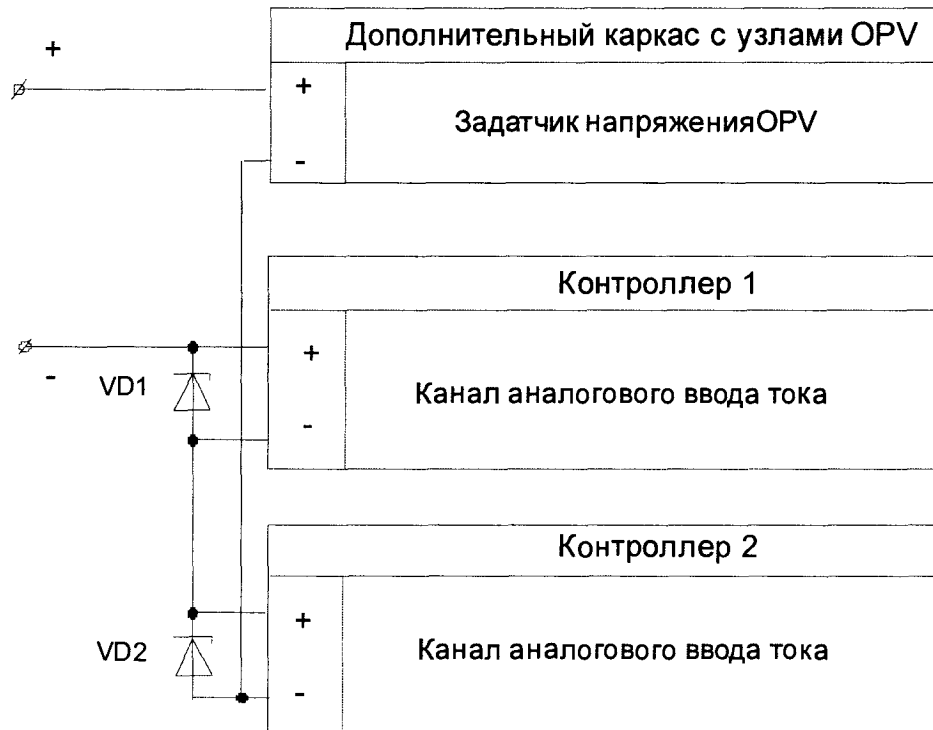 Дополнительный каркас с узлами OPV
+
+
Задатчик напряженияOPV
-
Контроллер 1
+
-
VD1
Канал аналогового ввода тока
-
Контроллер 2
+
VD2
Канал аналогового ввода тока
-